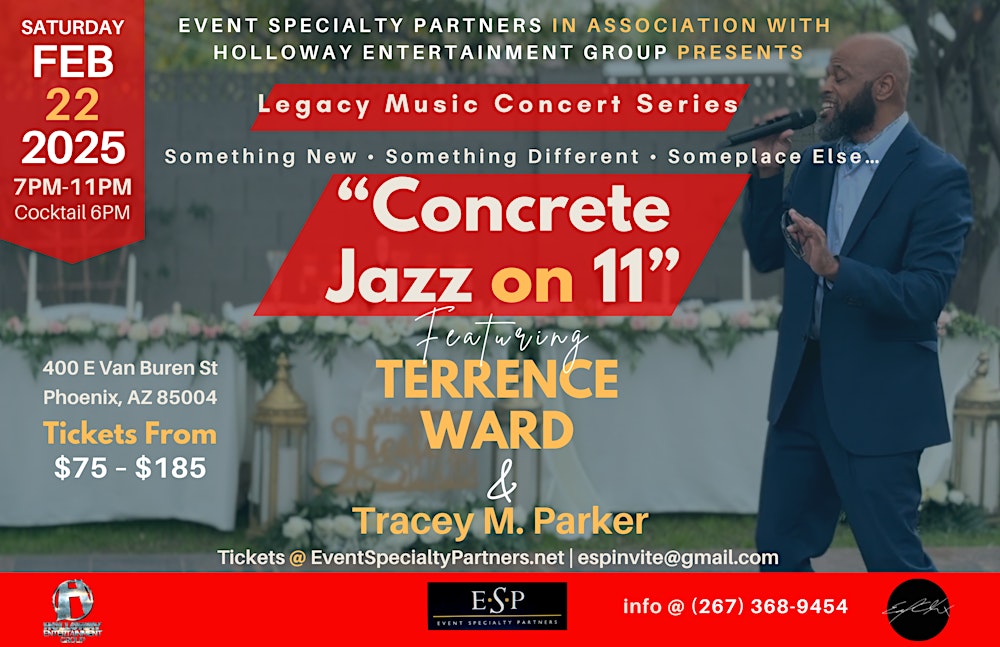 SATURDAY
FEB
22
2025
7PM-11PM
Cocktail 6PM
EVENT SPECIALTY PARTNERS IN ASSOCIATION WITH
HOLLOWAY ENTERTAINMENT GROUP PRESENTS
Legacy Music Concert Series
Something New • Something Different • Someplace Else...
“Concrete
Jazz on 11”
Featuring
TERRENCE
WARD
&
Tracey M. Parker
400 E Van Buren St
Phoenix, AZ 85004
Tickets From
$75 – $185
Tickets @ EventSpecialtyPartners.net | espinvite@gmail.com
HOLLOWAY
ENTERTAINMENT
GROUP
E·S·P
EVENT SPECIALTY PARTNERS
info @ (267) 368-9454